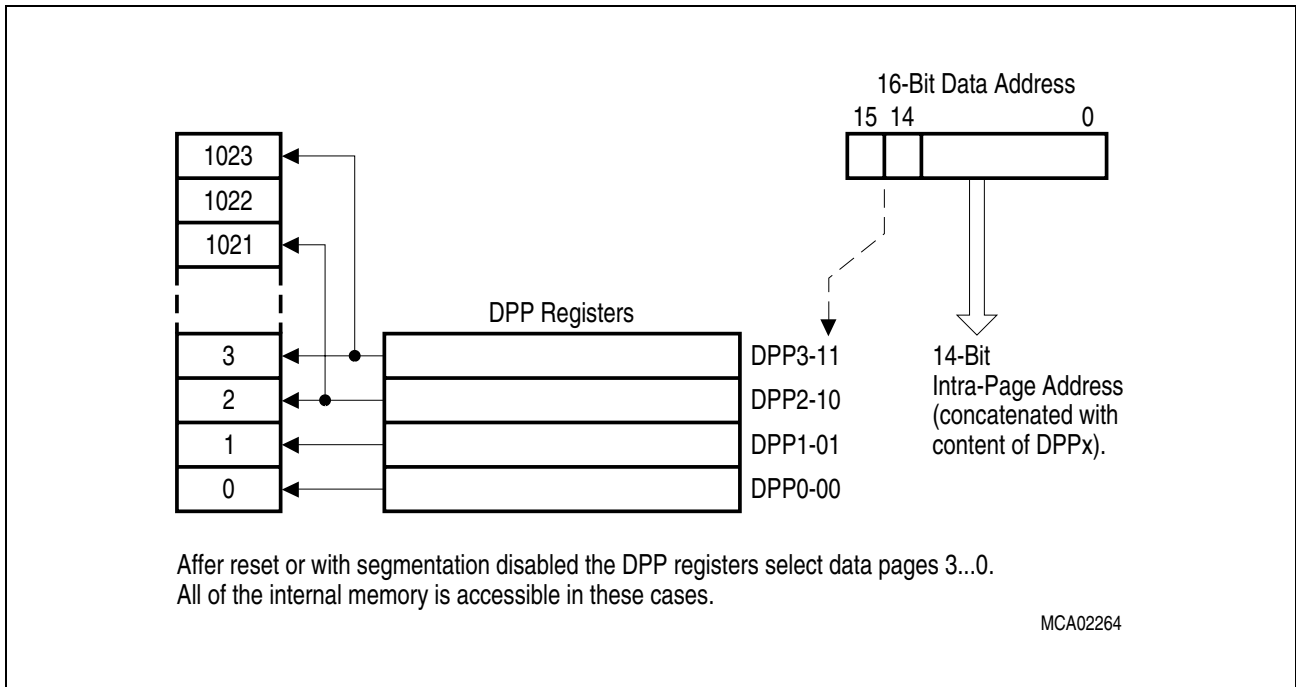 16-Bit Data Address
15 14 0
1023
1022
1021
DPP Registers
3
DPP3-11
2
DPP2-10
1
DPP1-01
0
DPP0-00
14-Bit
Intra-Page Address
(concatenated with
content of DPPx).
Affer reset or with segmentation disabled the DPP registers select data pages 3...0.
All of the internal memory is accessible in these cases.
MCA02264